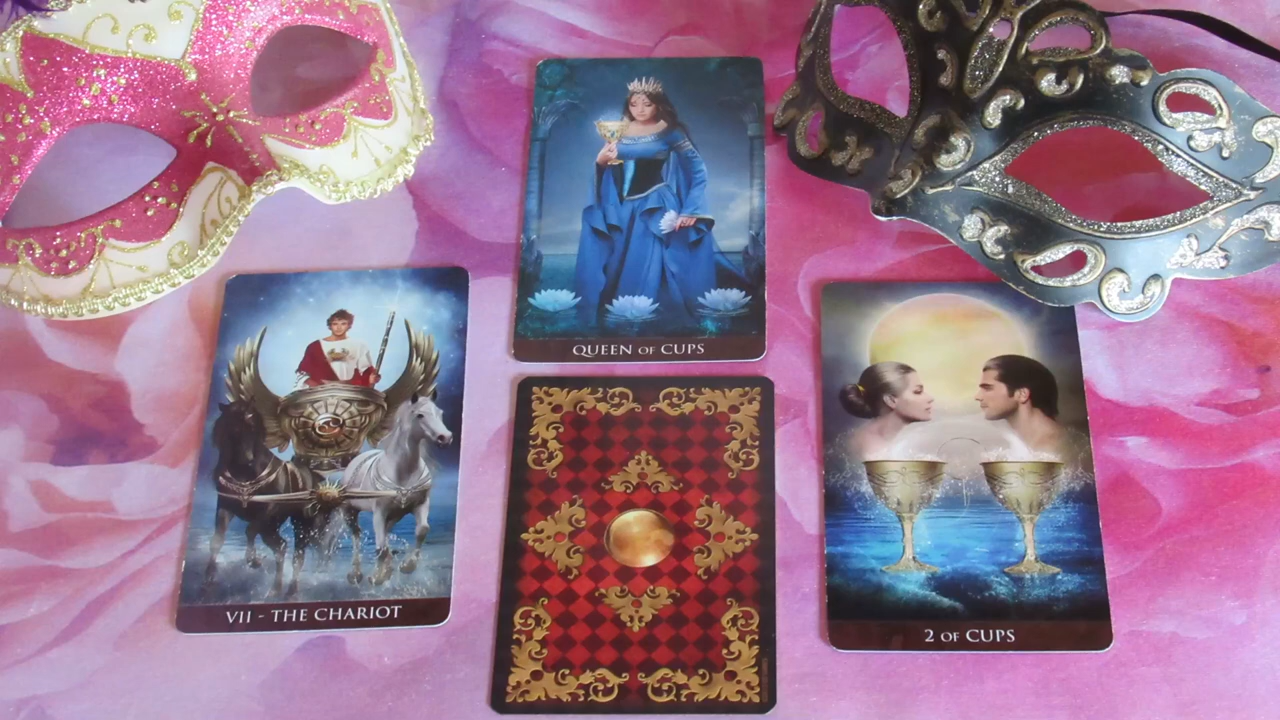 QUEEN OF CUPS
VII - THE CHARIOT
2 OF CUPS